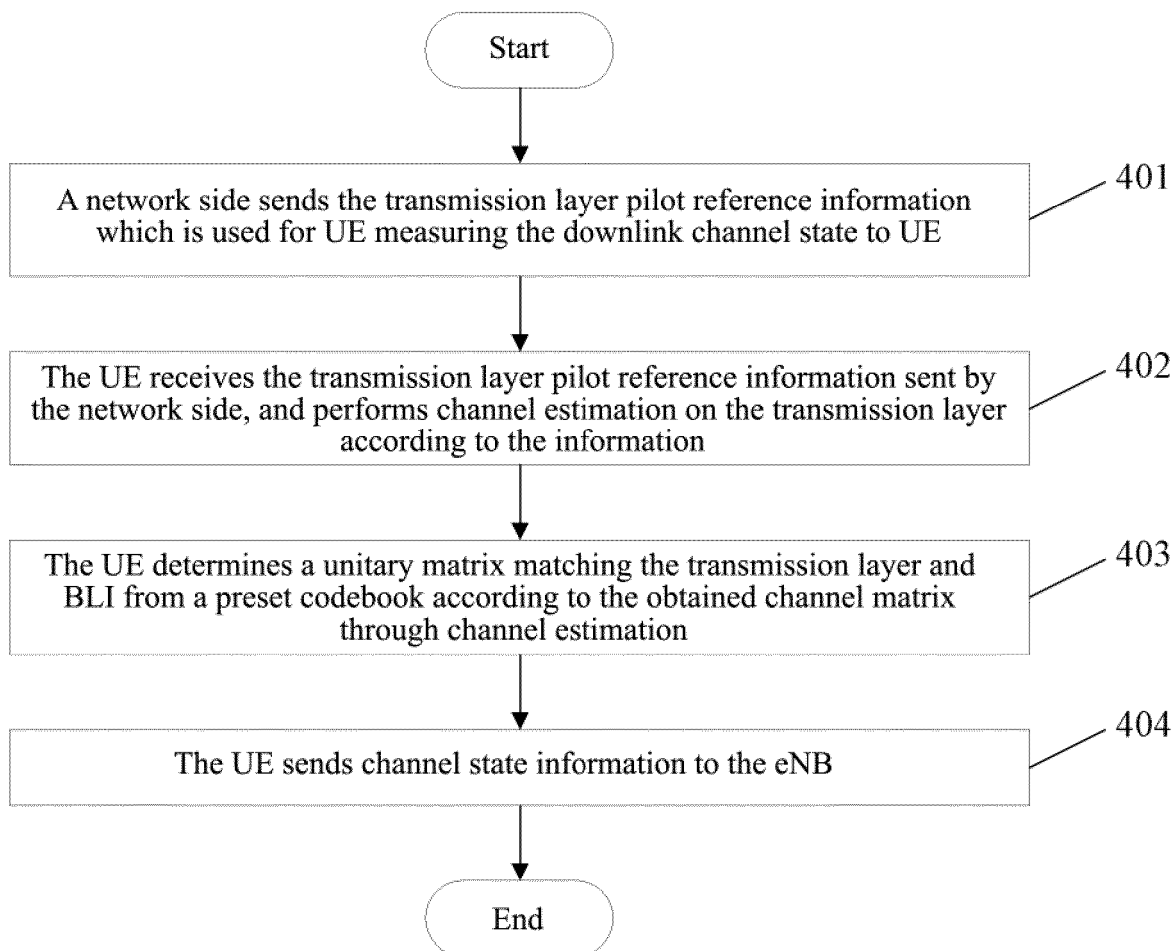 Start
A network side sends the transmission layer pilot reference information
which is used for UE measuring the downlink channel state to UE
401
The UE receives the transmission layer pilot reference information sent by
the network side, and performs channel estimation on the transmission layer
according to the information
402
The UE determines a unitary matrix matching the transmission layer and
BLI from a preset codebook according to the obtained channel matrix
through channel estimation
403
The UE sends channel state information to the eNB
404
End